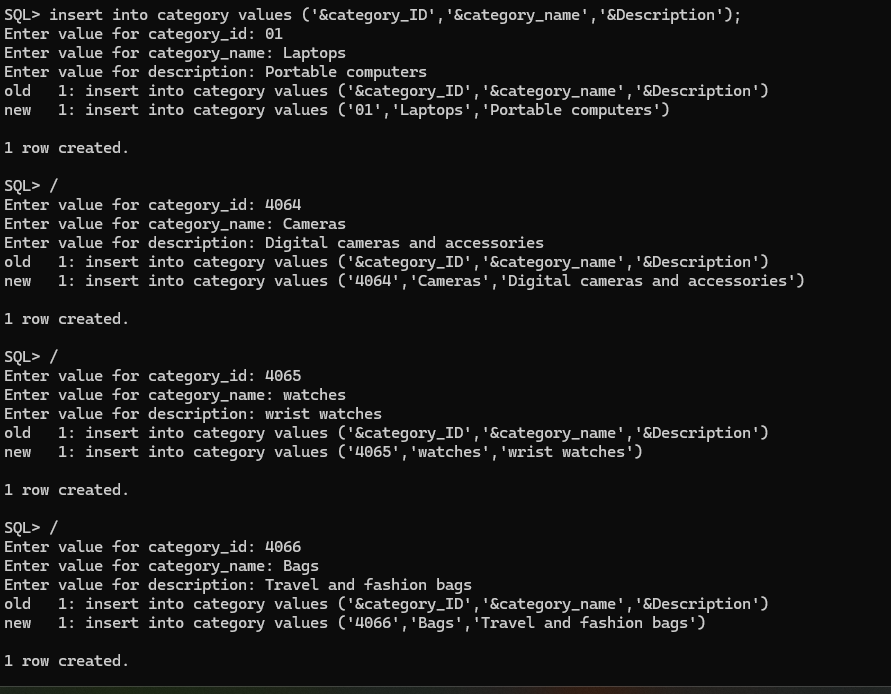 SQL> insert into category values ('&category_ID','&category_name','&Description');
Enter value for category_id: 01
Enter value for category_name: Laptops
Enter value for description: Portable computers
old   1: insert into category values ('&category_ID','&category_name','&Description')
new   1: insert into category values ('01','Laptops','Portable computers')

1 row created.

SQL> /
Enter value for category_id: 4064
Enter value for category_name: Cameras
Enter value for description: Digital cameras and accessories
old   1: insert into category values ('&category_ID','&category_name','&Description')
new   1: insert into category values ('4064','Cameras','Digital cameras and accessories')

1 row created.

SQL> /
Enter value for category_id: 4065
Enter value for category_name: watches
Enter value for description: wrist watches
old   1: insert into category values ('&category_ID','&category_name','&Description')
new   1: insert into category values ('4065','watches','wrist watches')

1 row created.

SQL> /
Enter value for category_id: 4066
Enter value for category_name: Bags
Enter value for description: Travel and fashion bags
old   1: insert into category values ('&category_ID','&category_name','&Description')
new   1: insert into category values ('4066','Bags','Travel and fashion bags')

1 row created.